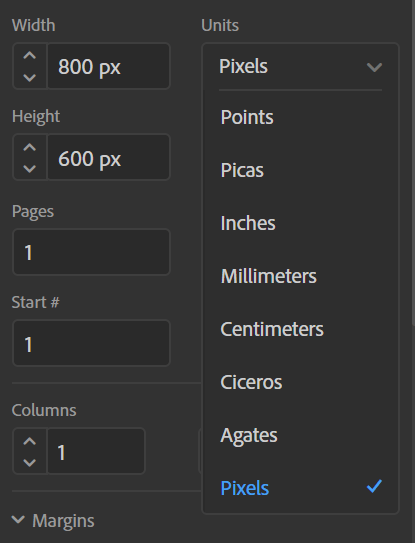 Width
800 px
Height
600 px
Pages
1
Start #
1
Columns
1
Margins
Units
Pixels
Points
Picas
Inches
Millimeters
Centimeters
Ciceros
Agates
Pixels